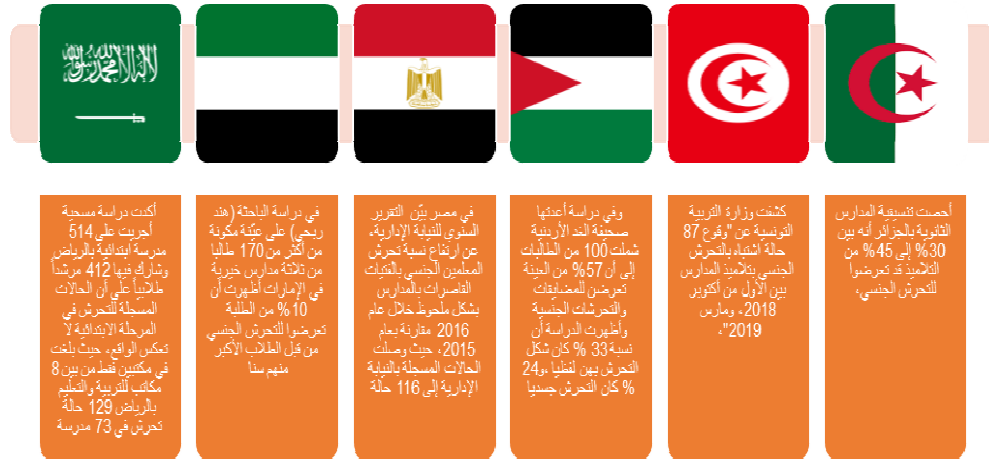 لا إله إلا الله محمد رسول الله
أحصت تنسيقية المدارس
الثانوية بالجزائر أنه بين
30% إلى 45% من
التلاميذ قد تعرضوا
للتحرش الجنسي،
كشفت وزارة التربية
التونسية عن "وقوع 87
حالة اشتباه بالتحرش
الجنسي بتلاميذ المدارس
بين الأول من أكتوبر
2018، ومارس
2019"،
وفي دراسة أعدتها
صحيفة الغد الأردنية
شملت 100 من الطالبات
إلى أن 57% من العينة
تعرضن للمضايقات
والتحرشات الجنسية
وأظهرت الدراسة أن
نسبة 33 % كان شكل
التحرش بهن لفظيا ،و24
% كان التحرش جسديا
في مصر بيّن التقرير
السنوي للنيابة الإدارية،
عن ارتفاع نسبة تحرش
المعلمين الجنسي بالفتيات
القاصرات بالمدارس
بشكل ملحوظ خلال عام
2016 مقارنة بعام
2015، حيث وصلت
الحالات المسجلة بالنيابة
الإدارية إلى 116 حالة
في دراسة الباحثة (هند
ربحي) على عيّنة مكونة
من أكثر من 170 طالبا
من ثلاثة مدارس خيرية
في الإمارات أظهرت أن
10% من الطلبة
تعرضوا للتحرش الجنسي
من قبل الطلاب الأكبر
منهم سنا
أكدت دراسة مسحية
أجريت على 514
مدرسة ابتدائية بالرياض
وشارك فيها 412 مرشداً
طلابياً على أن الحالات
المسجلة للتحرش في
المرحلة الابتدائية لا
تعكس الواقع، حيث بلغت
في مكتبين فقط من بين 8
مكاتب للتربية والتعليم
بالرياض 129 حالة
تحرش في 73 مدرسة